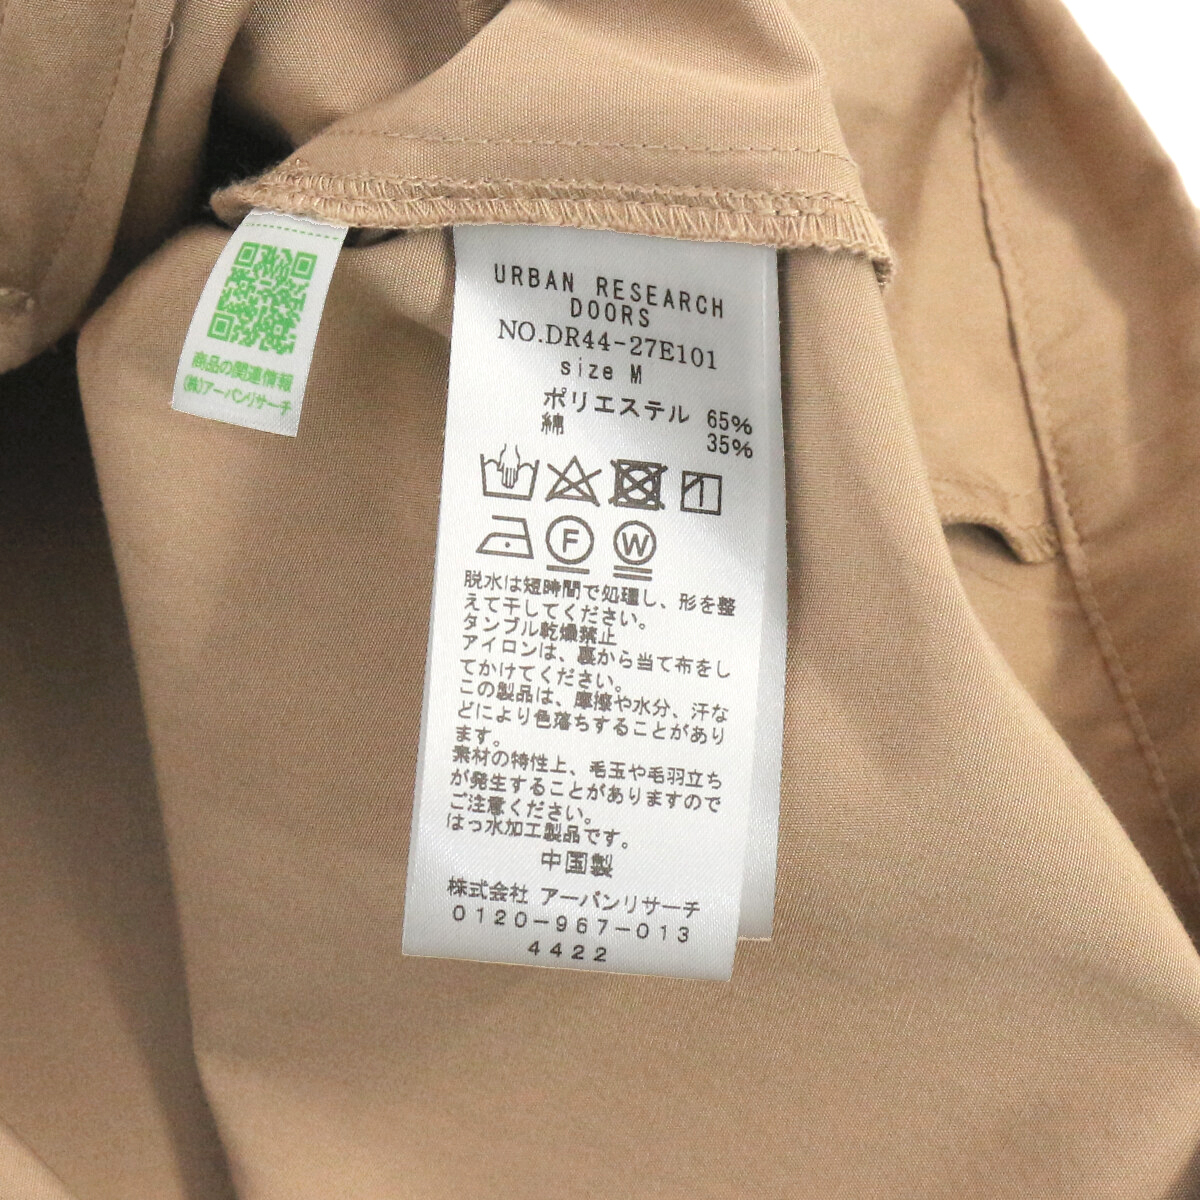 URBAN RESEARCH
DOORS
NO.DR44-27E101
size M
ポリエステル 65%
綿 35%
F W
脱水は短時間で処理し、形を整
えて干してください。
タンブル乾燥禁止
アイロンは、裏から当て布をし
てかけてください。
この製品は、摩擦や水分、汗な
どにより色落ちすることがあり
ます。
素材の特性上、毛玉や毛羽立ち
が発生することがありますので
ご注意ください。
はっ水加工製品です。
中国製
株式会社 アーバンリサーチ
0120-967-013
4422
商品の関連情報
(株)アーバンリサーチ